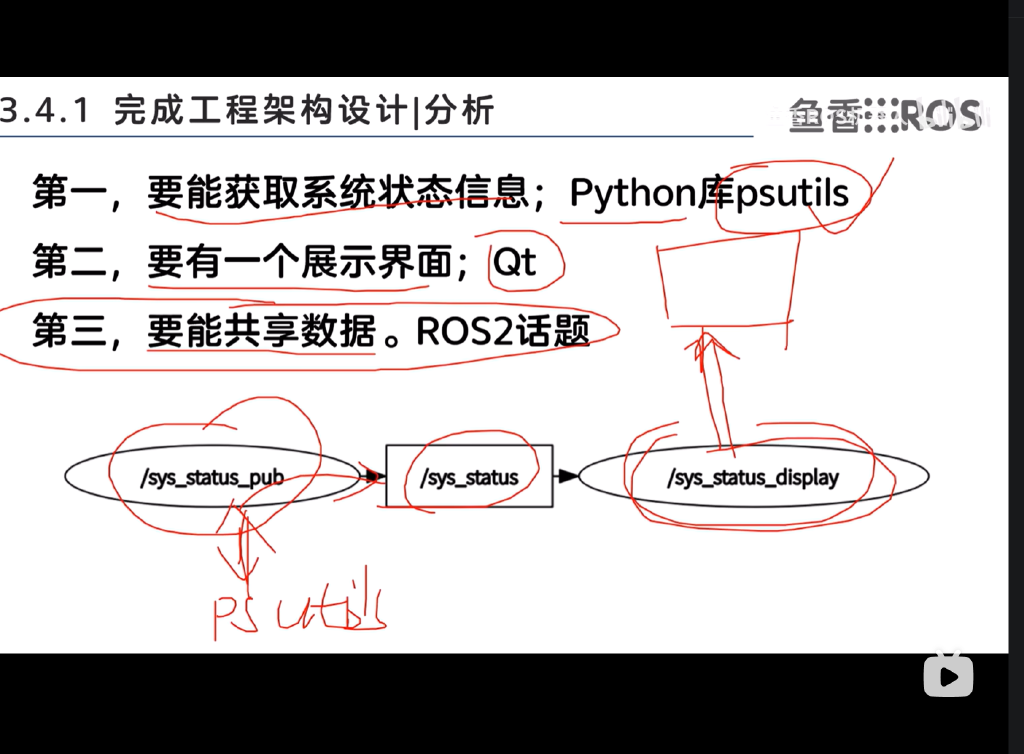 3.4.1 完成工程架构设计|分析
鱼香ROS
第一，要能获取系统状态信息；Python库psutils
第二，要有一个展示界面；Qt
第三，要能共享数据。ROS2话题
/sys_status_pub
/sys_status
/sys_status_display
psutils